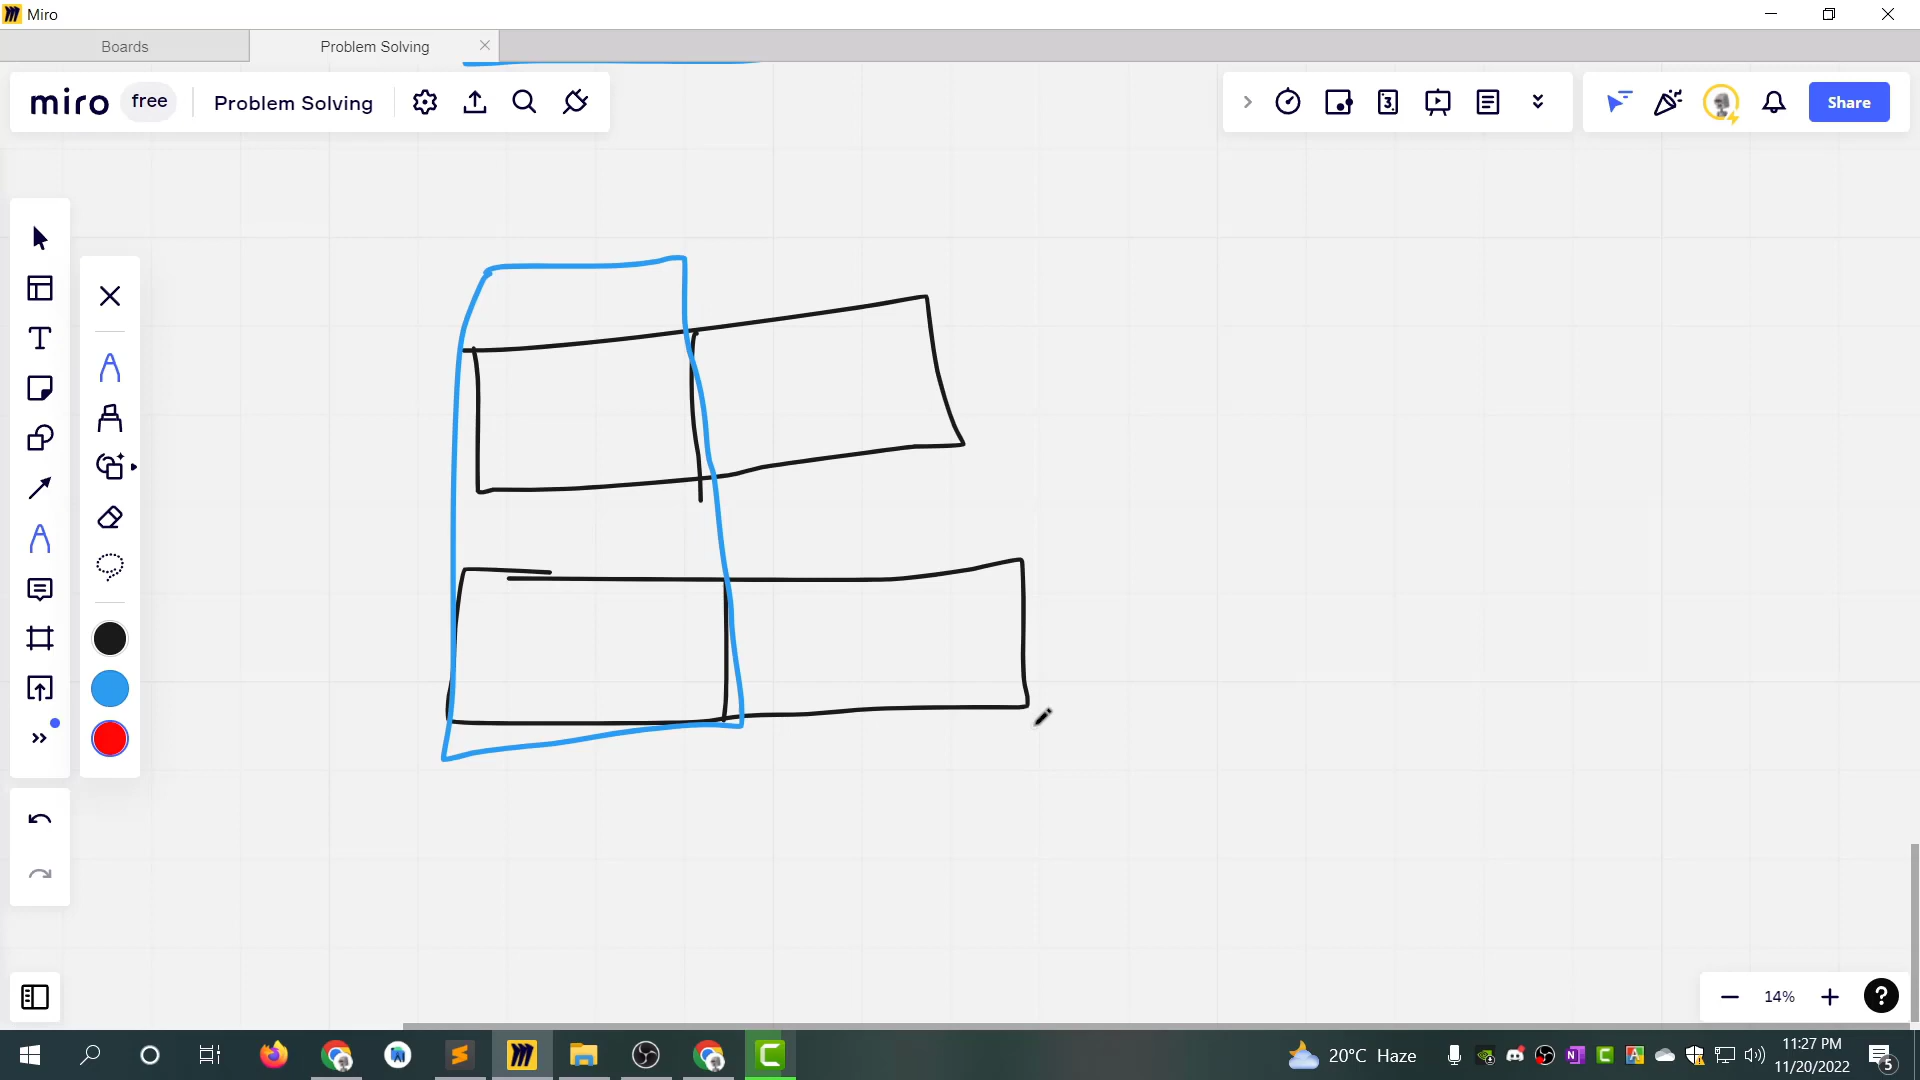 Miro
Boards
Problem Solving
miro
free
Problem Solving
3
Share
14%
?
20°C Haze
11:27 PM
11/20/2022
5